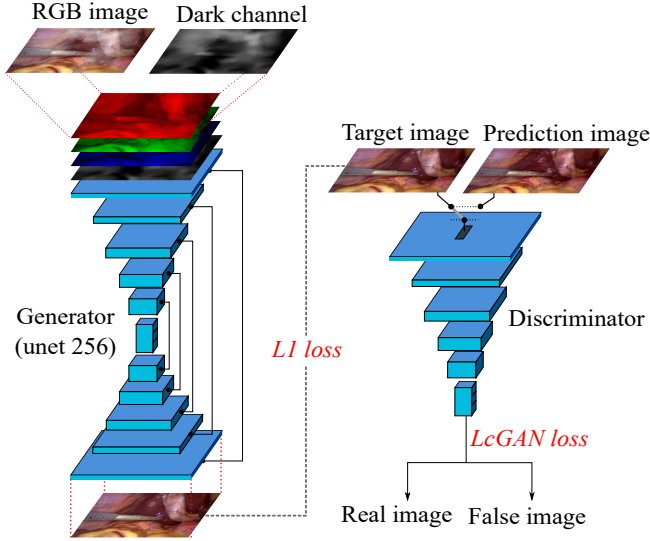 RGB image
Dark channel
Target image
Prediction image
Generator
(unet 256)
L1 loss
Discriminator
LcGAN loss
Real image
False image